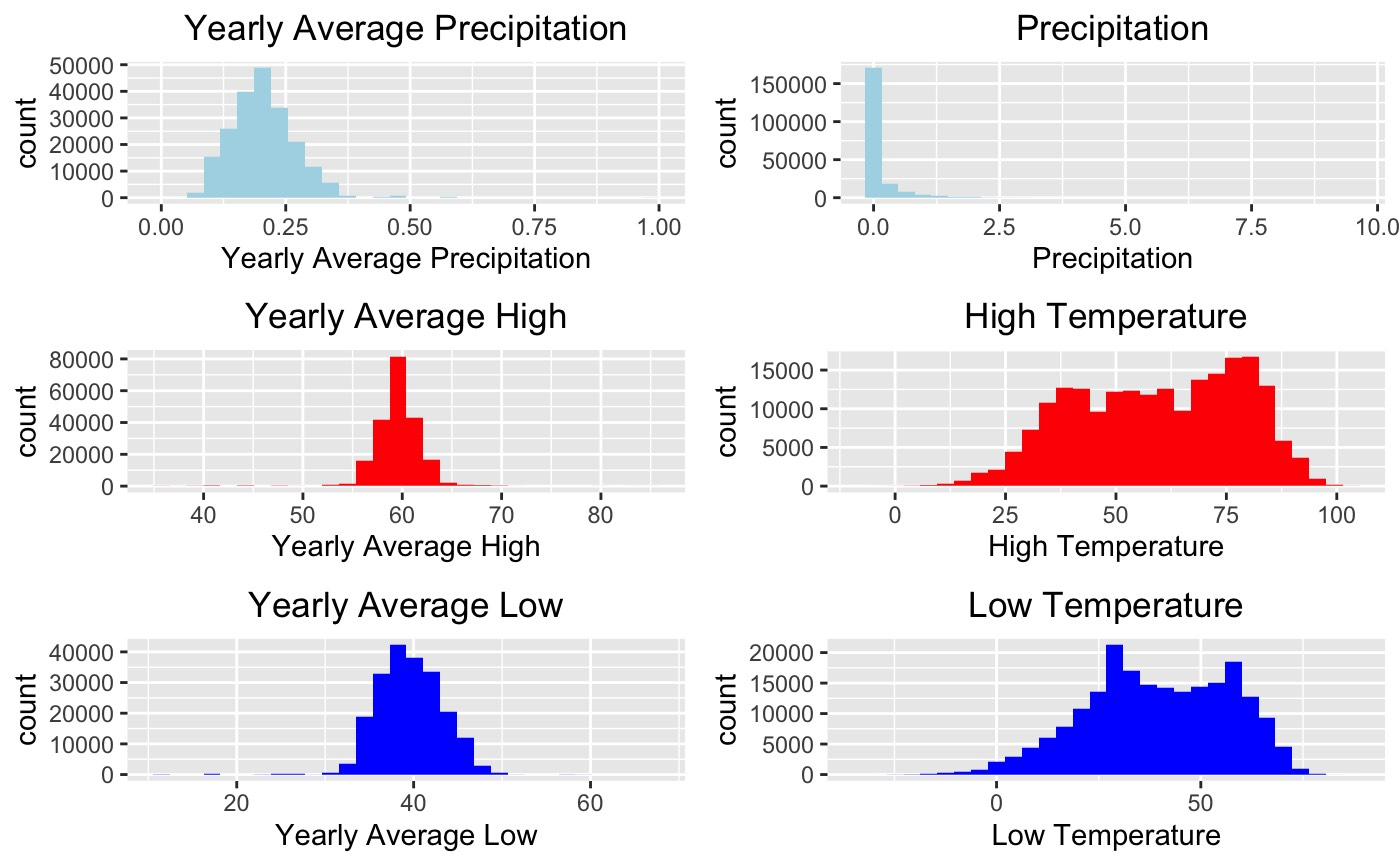 Yearly Average Precipitation
50000
40000
30000
20000
10000
0
count
0.00 0.25 0.50 0.75 1.00
Yearly Average Precipitation
Precipitation
150000
100000
50000
0
count
0.0 2.5 5.0 7.5 10.0
Precipitation
Yearly Average High
80000
60000
40000
20000
0
count
40 50 60 70 80
Yearly Average High
High Temperature
15000
10000
5000
0
count
0 25 50 75 100
High Temperature
Yearly Average Low
40000
30000
20000
10000
0
count
20 40 60
Yearly Average Low
Low Temperature
20000
15000
10000
5000
0
count
0 50
Low Temperature